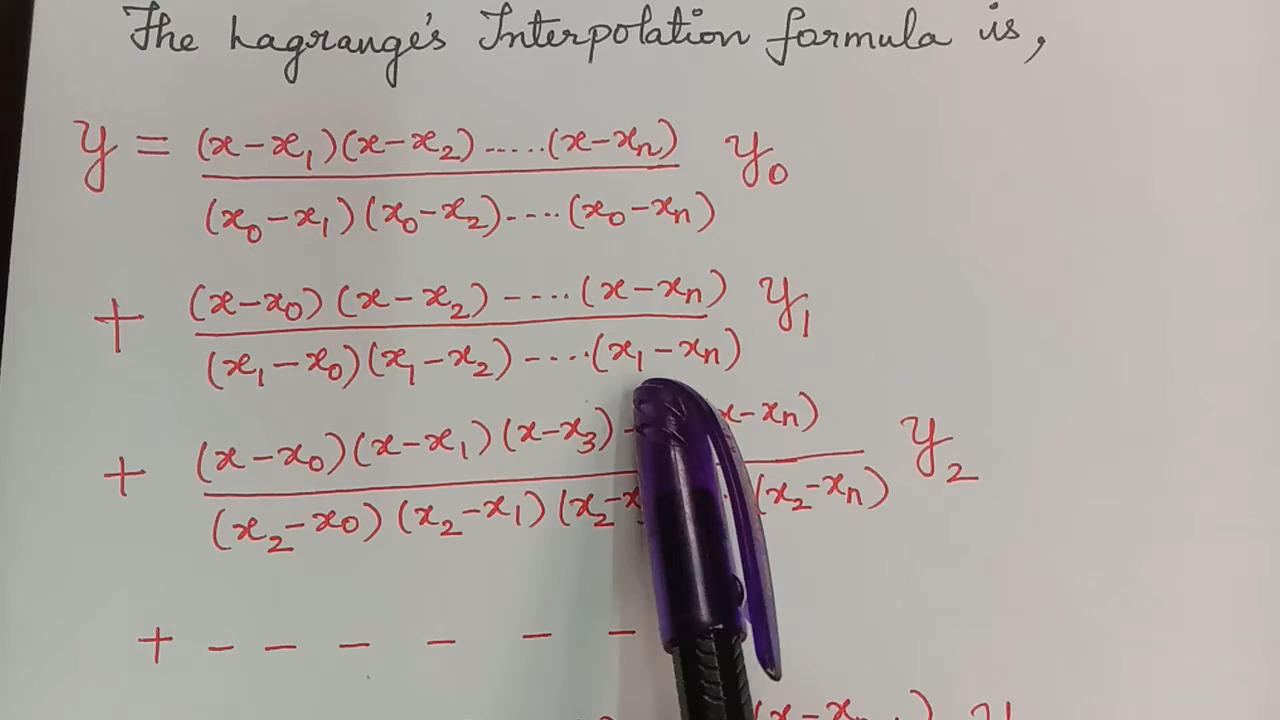 The Lagrange's Interpolation formula is,
y = (x-x₁)(x-x₂).....(x-xₙ) y₀
(x₀-x₁)(x₀-x₂)....(x₀-xₙ)
+ (x-x₀)(x-x₂)-....(x-xₙ) y₁
(x₁-x₀)(x₁-x₂)-....(x₁-xₙ)
+ (x-x₀)(x-x₁)(x-x₃)- x-xₙ) y₂
(x₂-x₀)(x₂-x₁)(x₂-x (x₂-xₙ)
+ - - - - - -